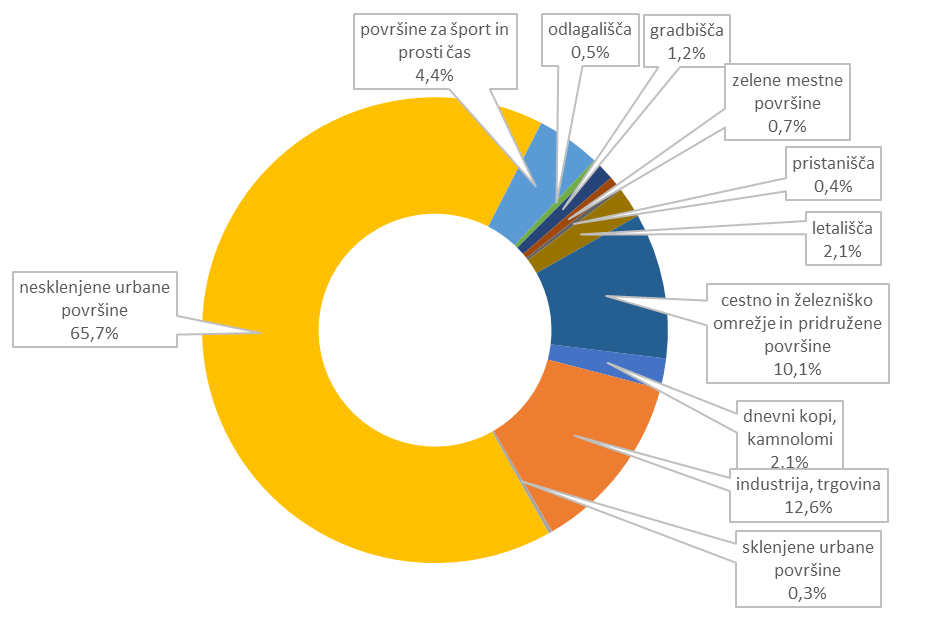 površine za šport in
prosti čas
4,4%
odlagališča
0,5%
gradbišča
1,2%
zelene mestne
površine
0,7%
pristanišča
0,4%
letališča
2,1%
cestno in železniško
omrežje in pridružene
površine
10,1%
dnevni kopi,
kamnolomi
2,1%
industrija, trgovina
12,6%
sklenjene urbane
površine
0,3%
nesklenjene urbane
površine
65,7%